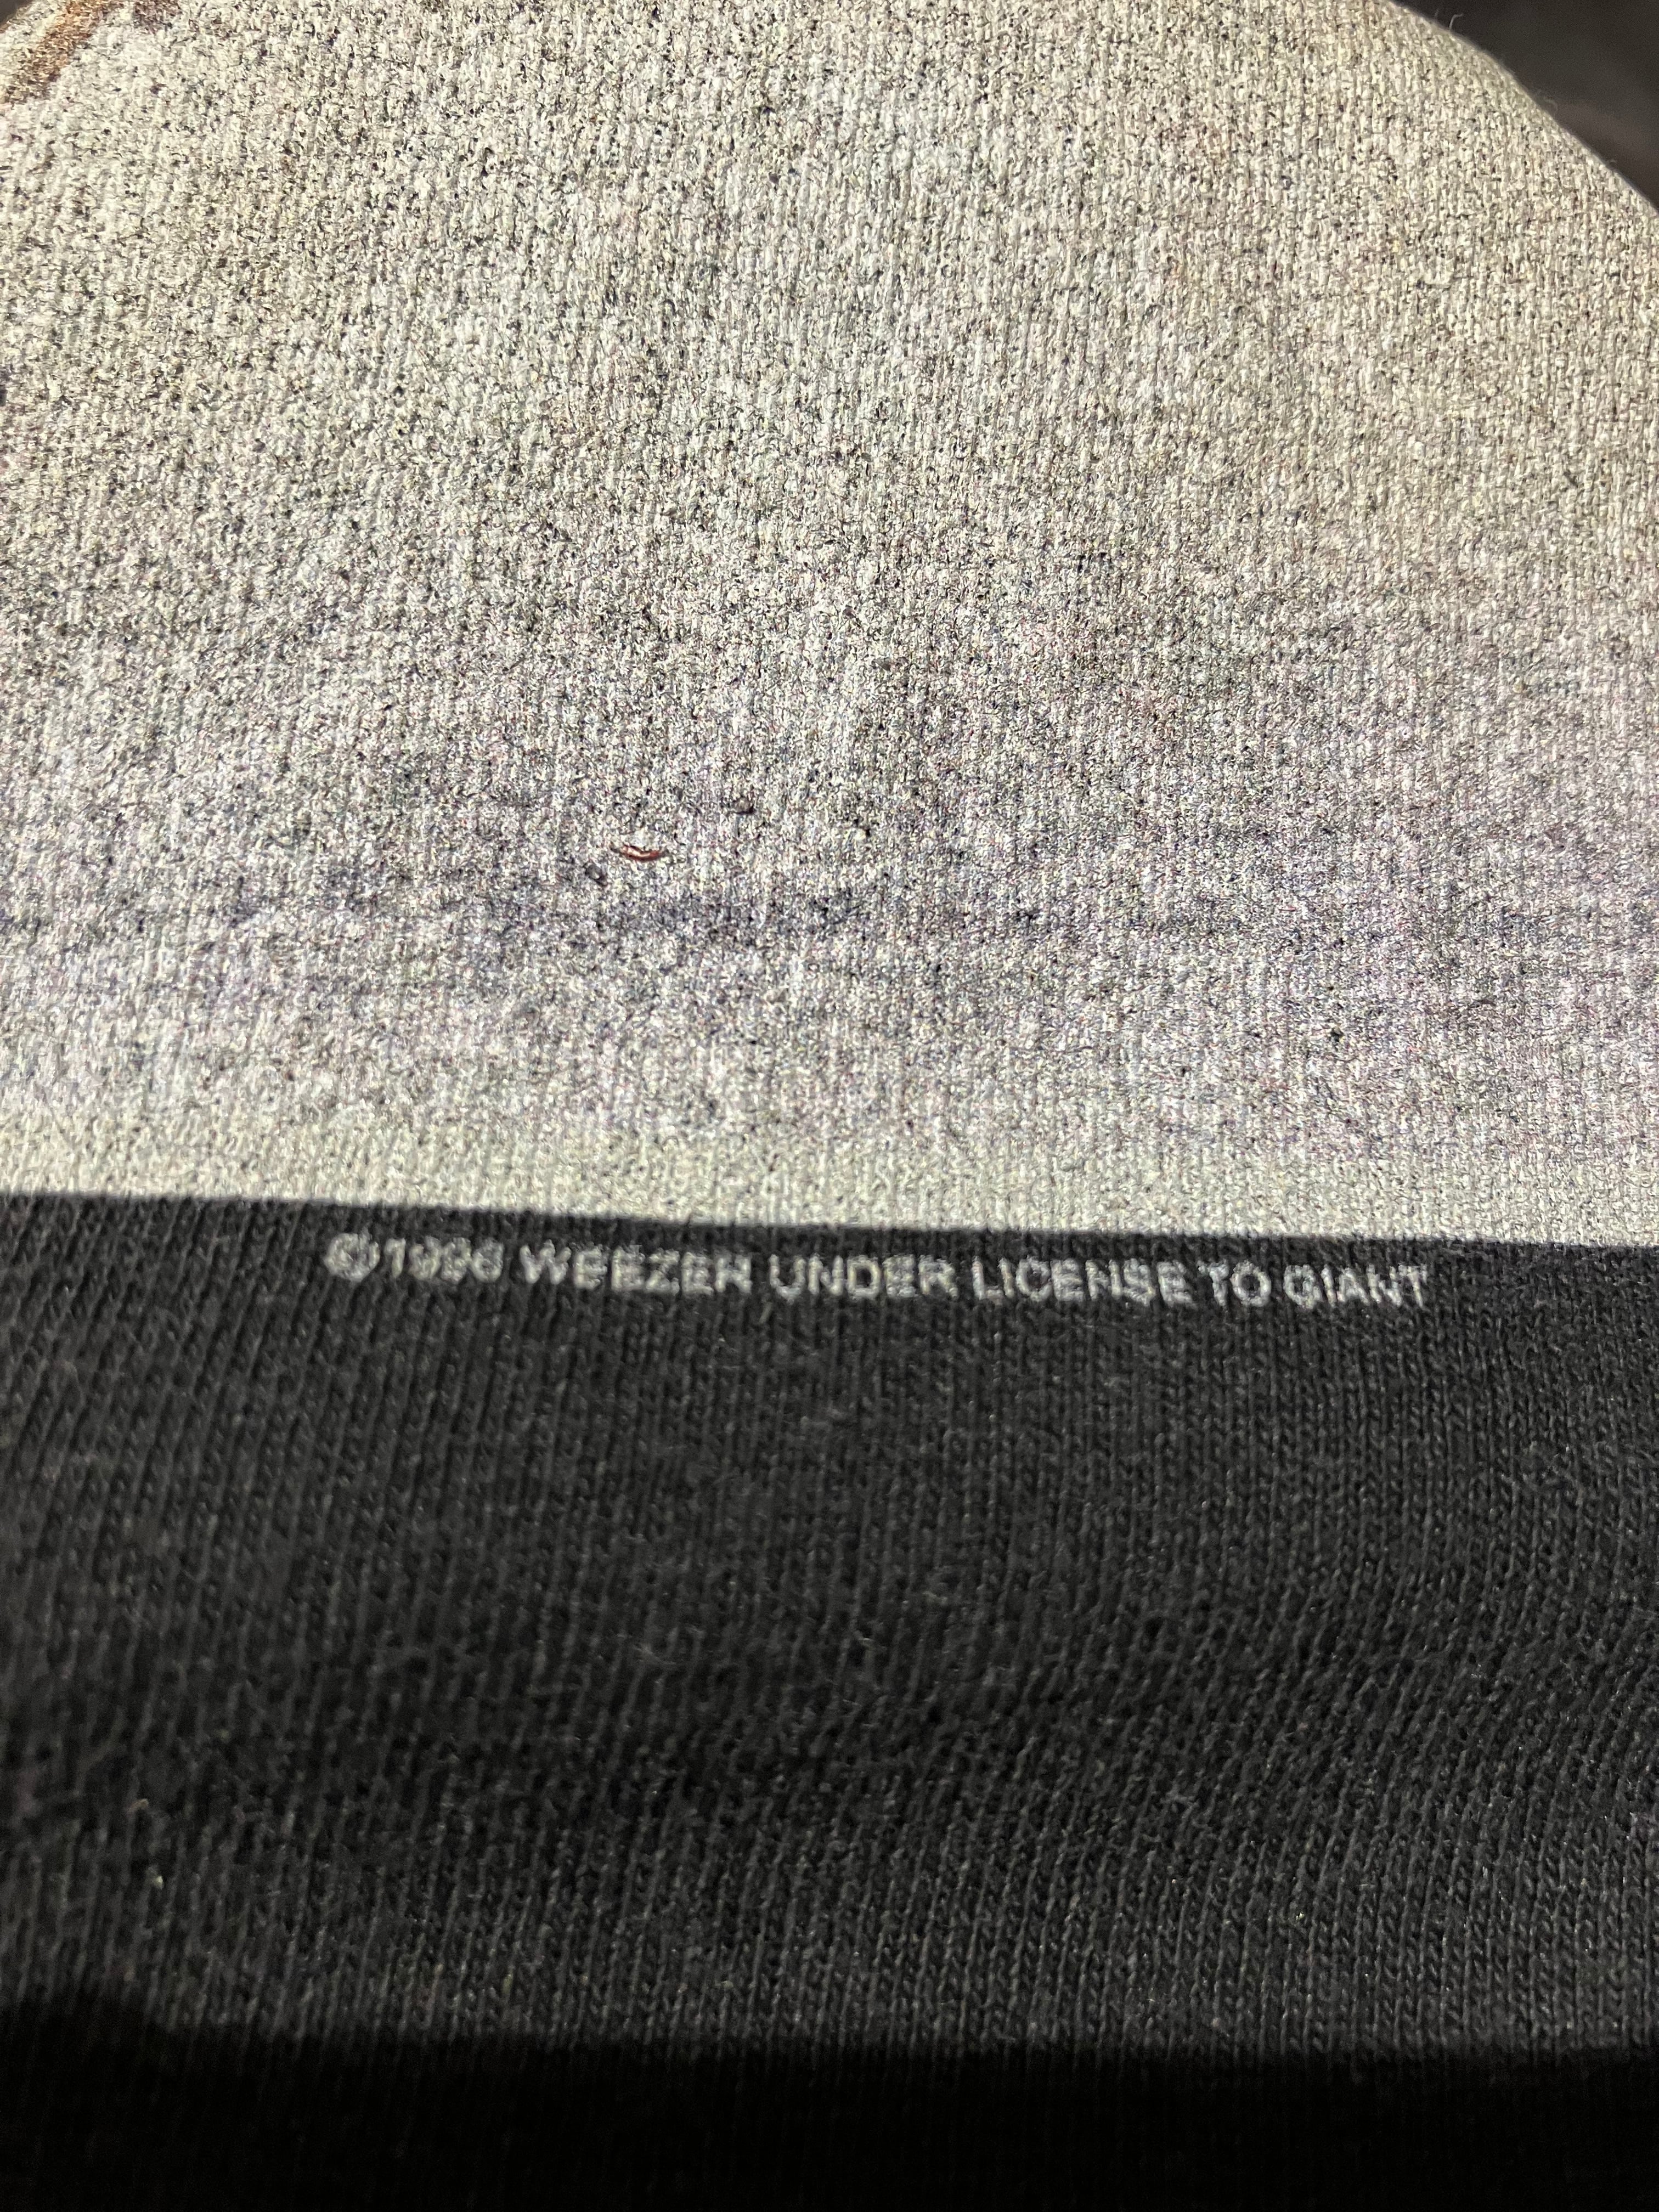 ©1996 WEEZER UNDER LICENSE TO GIANT